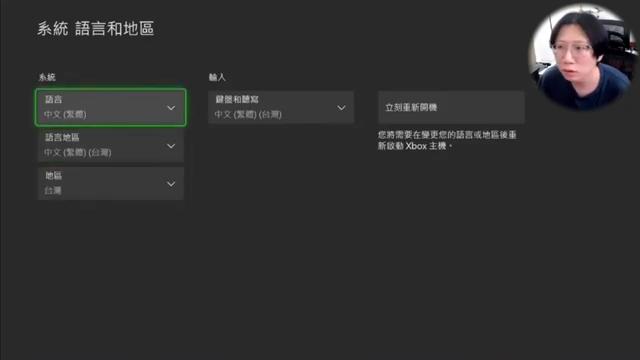 系統 語言和地區
系統
語言
中文 (繁體)
語言地區
中文 (繁體) (台灣)
地區
台灣
輸入
鍵盤和聽寫
中文 (繁體) (台灣)
立刻重新開機
您將需要在變更您的語言或地區後重
新啟動 Xbox 主機。